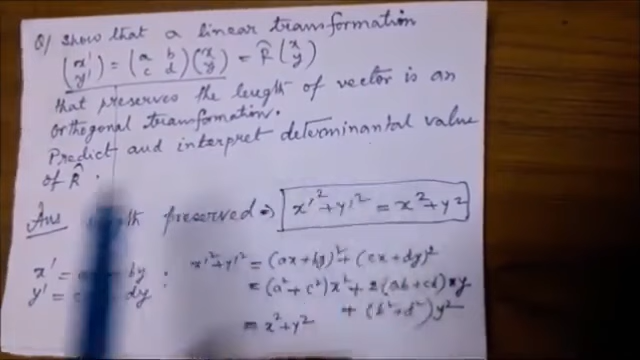 Q/ Show that a linear transformation
(x' y') = (a b c d)(x y) = R̂ (x y)
that preserves the length of vector is an
orthogonal transformation.
Predict and interpret determinantal value
of R̂.
Ans length preserved ⇒ x'² + y'² = x² + y²
x' = by : x'² + y'² = (ax+by)² + (cx+dy)²
y' = dy = (a² + c²)x² + 2(ab + cd)xy
+ (b² + d²)y²
= x² + y²